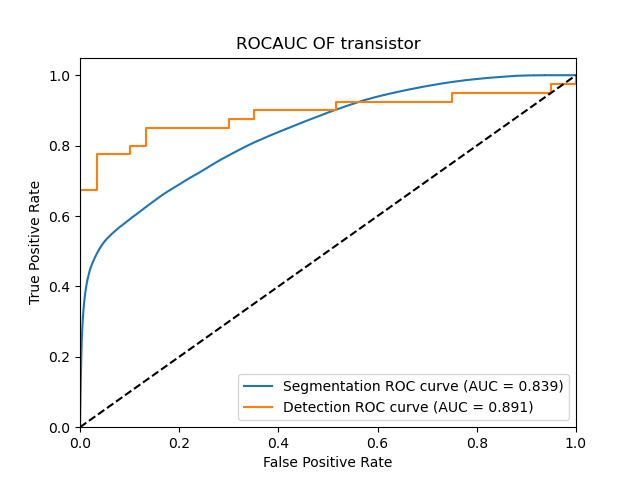 ROCAUC OF transistor
1.0
0.8
0.6
0.4
0.2
0.0
True Positive Rate
Segmentation ROC curve (AUC = 0.839)
Detection ROC curve (AUC = 0.891)
0.0 0.2 0.4 0.6 0.8 1.0
False Positive Rate